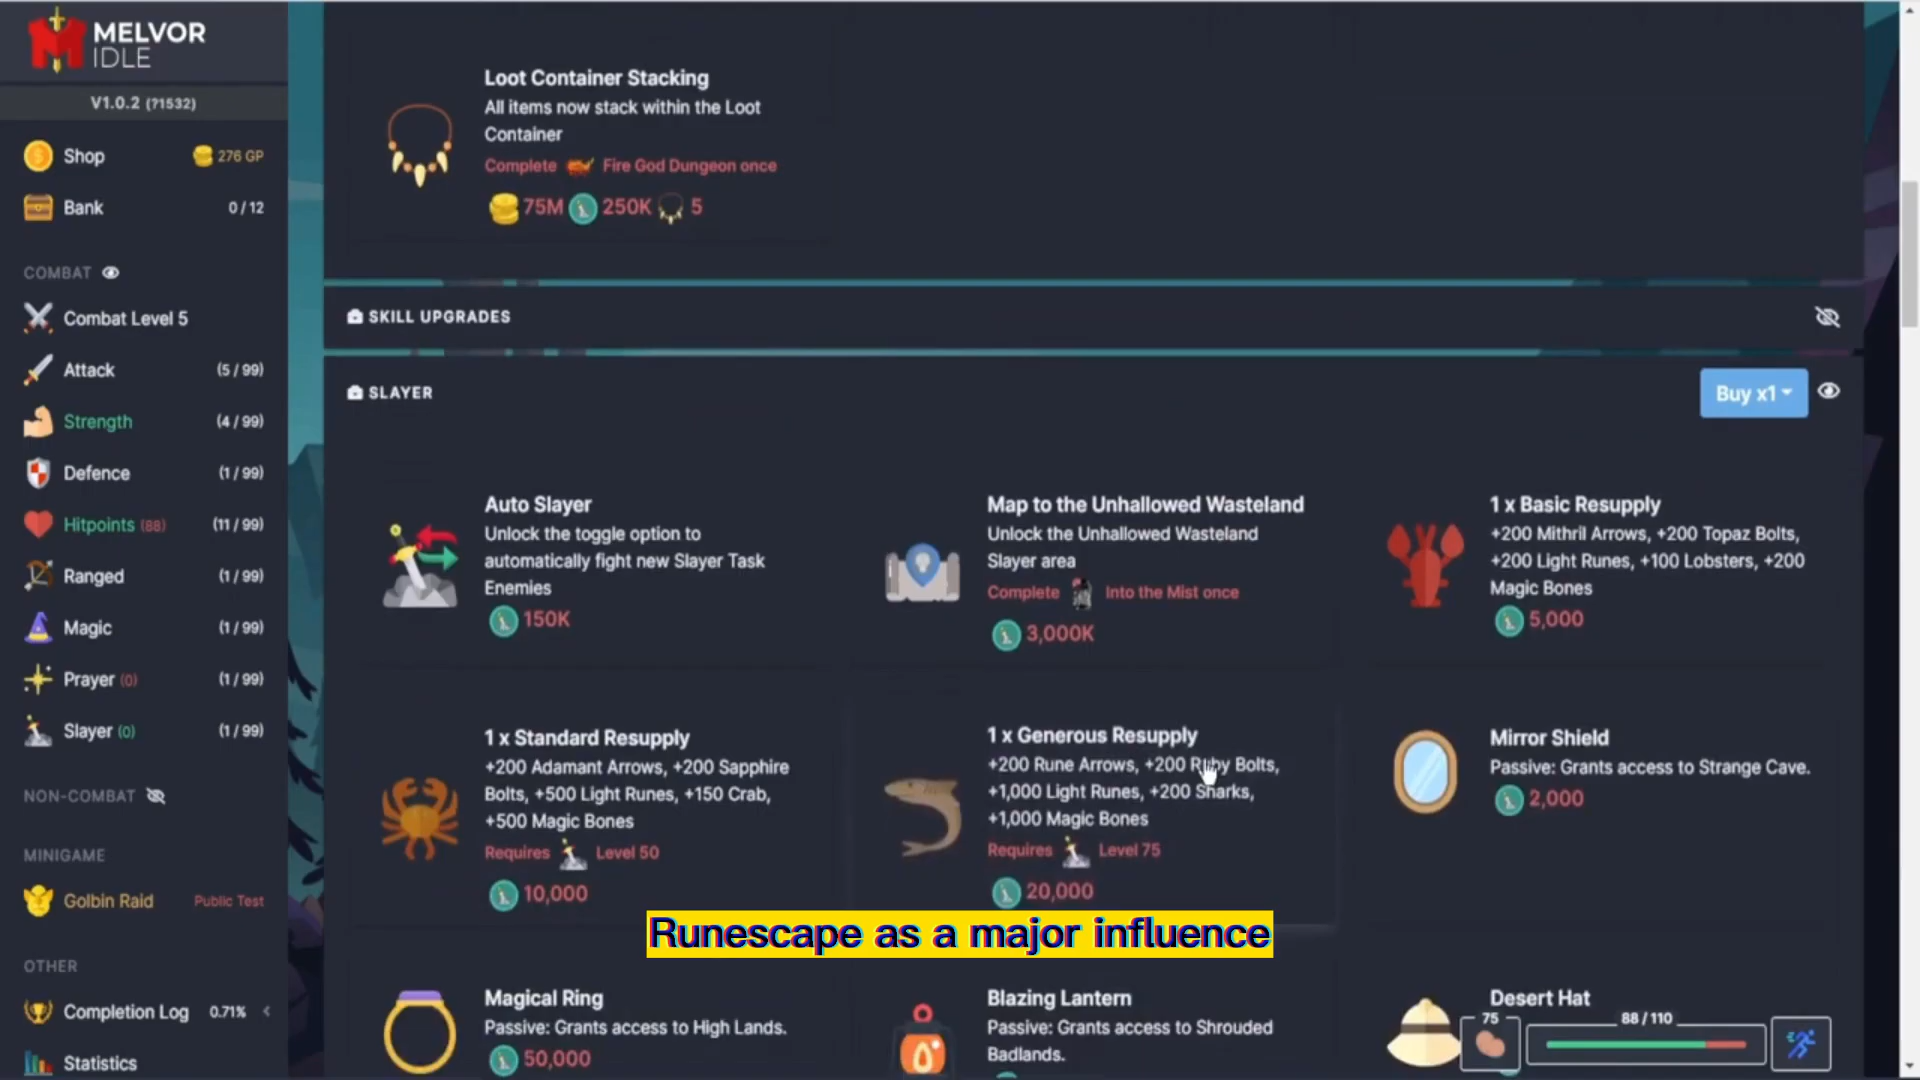 MELVOR
IDLE
V1.0.2 (?1532)
Shop 276 GP
Bank 0 / 12
COMBAT
Combat Level 5
Attack (5 / 99)
Strength (4 / 99)
Defence (1 / 99)
Hitpoints (88) (11 / 99)
Ranged (1 / 99)
Magic (1 / 99)
Prayer (0) (1 / 99)
Slayer (0) (1 / 99)
NON-COMBAT
MINIGAME
Golbin Raid Public Test
OTHER
Completion Log 0.71%
Statistics
Loot Container Stacking
All items now stack within the Loot
Container
Complete Fire God Dungeon once
75M 250K 5
SKILL UPGRADES
SLAYER
Buy x1
Auto Slayer
Unlock the toggle option to
automatically fight new Slayer Task
Enemies
150K
Map to the Unhallowed Wasteland
Unlock the Unhallowed Wasteland
Slayer area
Complete Into the Mist once
3,000K
1 x Basic Resupply
+200 Mithril Arrows, +200 Topaz Bolts,
+200 Light Runes, +100 Lobsters, +200
Magic Bones
5,000
1 x Standard Resupply
+200 Adamant Arrows, +200 Sapphire
Bolts, +500 Light Runes, +150 Crab,
+500 Magic Bones
Requires Level 50
10,000
1 x Generous Resupply
+200 Rune Arrows, +200 Ruby Bolts,
+1,000 Light Runes, +200 Sharks,
+1,000 Magic Bones
Requires Level 75
20,000
Mirror Shield
Passive: Grants access to Strange Cave.
2,000
Runescape as a major influence
Magical Ring
Passive: Grants access to High Lands.
50,000
Blazing Lantern
Passive: Grants access to Shrouded
Badlands.
Desert Hat
75
88 / 110